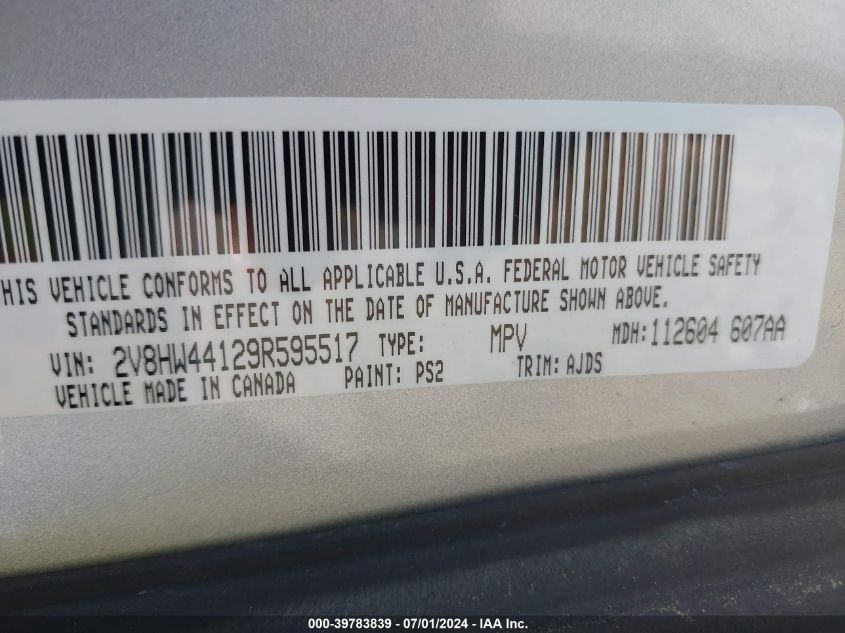 HIS VEHICLE CONFORMS TO ALL APPLICABLE U.S.A. FEDERAL MOTOR VEHICLE SAFETY
STANDARDS IN EFFECT ON THE DATE OF MANUFACTURE SHOWN ABOVE.
VIN: 2V8HW44129R595517 TYPE: MPV MDH:112604 607AA
VEHICLE MADE IN CANADA PAINT: PS2 TRIM: AJDS
000-39783839 - 07/01/2024 - IAAI Inc.